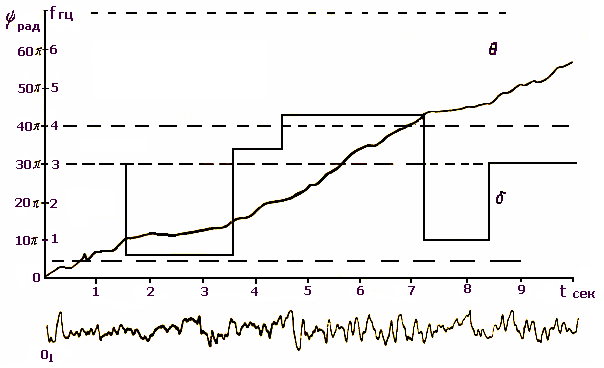 ψ рад f гц
60π 6 в
50π 5
40π 4
30π 3
20π 2 б
10π 1
0
1 2 3 4 5 6 7 8 9 t сек
0₁